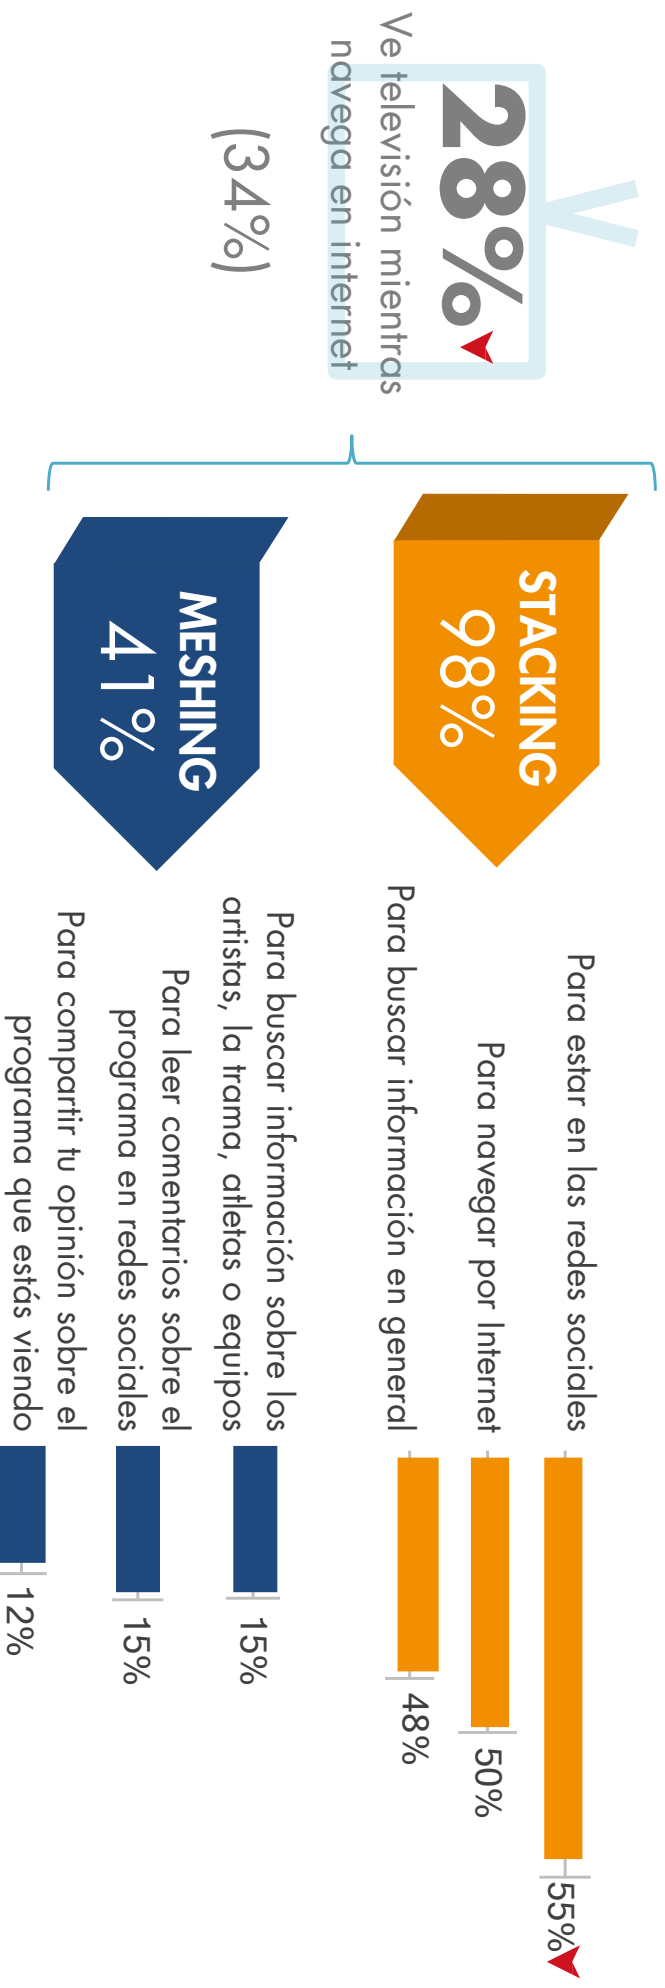 28%
Ve televisión mientras
navega en internet
(34%)
STACKING
98%
Para estar en las redes sociales
55%
Para navegar por Internet
50%
Para buscar información en general
48%
MESHING
41%
Para buscar información sobre los
artistas, la trama, atletas o equipos
15%
Para leer comentarios sobre el
programa en redes sociales
15%
Para compartir tu opinión sobre el
programa que estás viendo
12%